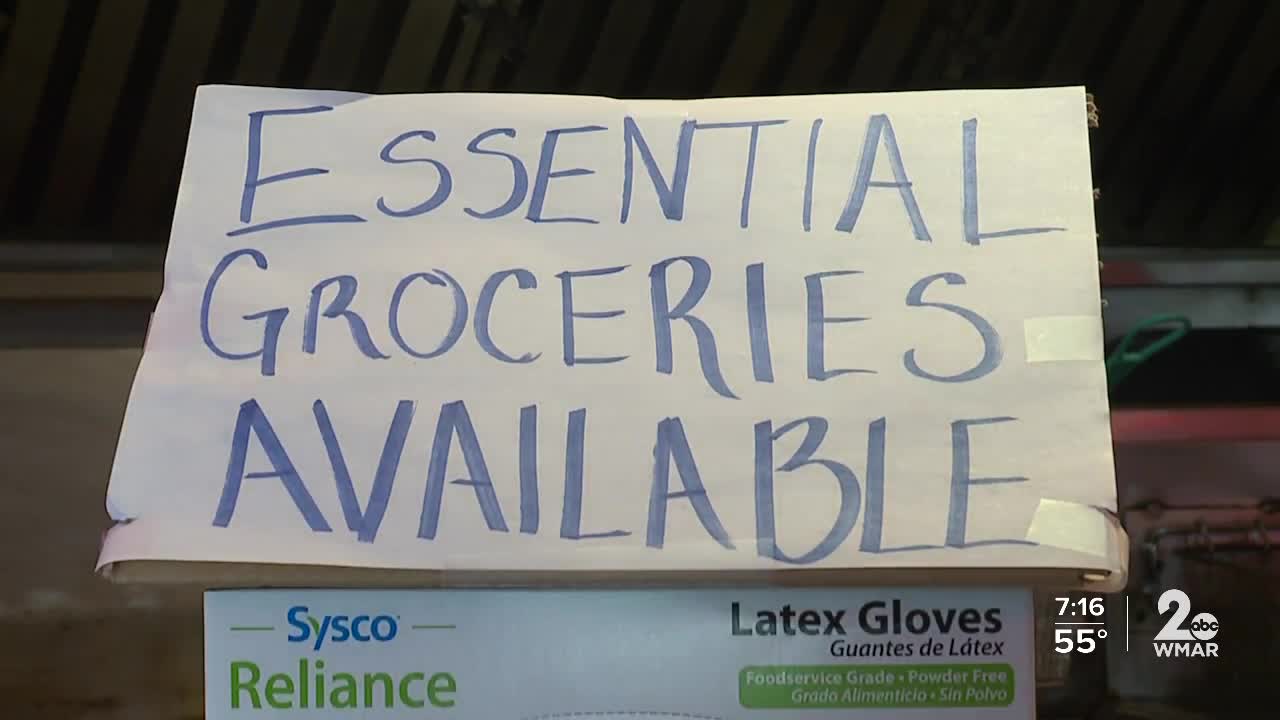 ESSENTIAL
GROCERIES
AVAILABLE
Sysco
Reliance
Latex Gloves
Guantes de Látex
Foodservice Grade • Powder Free
Grado Alimenticio • Sin Polvo
7:16
55°
2 abc
WMAR